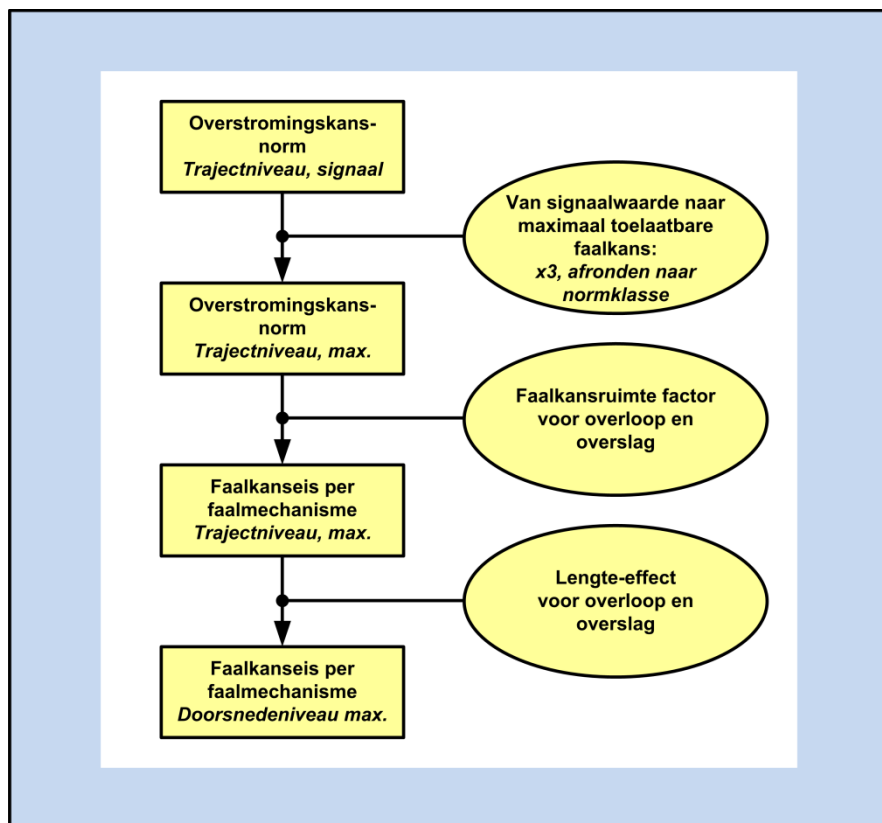 Overstromingskans-
norm
Trajectniveau, signaal
Van signaalwaarde naar
maximaal toelaatbare
faalkans:
x3, afronden naar
normklasse
Overstromingskans-
norm
Trajectniveau, max.
Faalkansruimte factor
voor overloop en
overslag
Faalkanseis per
faalmechanisme
Trajectniveau, max.
Lengte-effect
voor overloop en
overslag
Faalkanseis per
faalmechanisme
Doorsnedeniveau max.